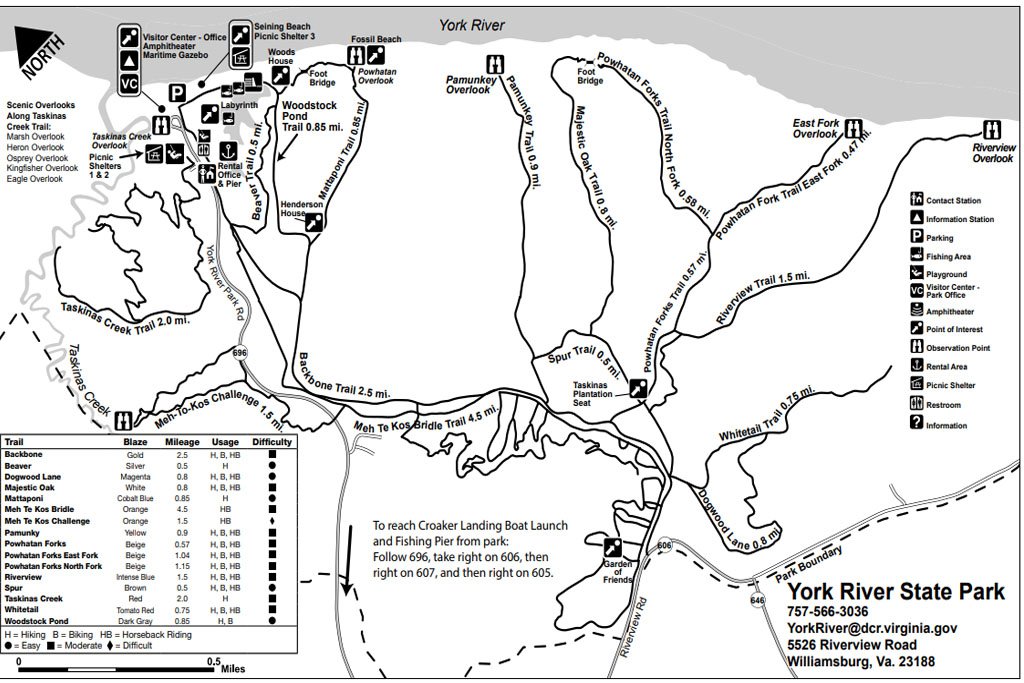 York River
NORTH
Visitor Center - Office
Amphitheater
Maritime Gazebo
VC
Seining Beach
Picnic Shelter 3
Woods
House
Foot
Bridge
Fossil Beach
Powhatan
Overlook
P
Labyrinth
Woodstock
Pond
Trail 0.85 mi.
Scenic Overlooks
Along Taskinas
Creek Trail:
Marsh Overlook
Heron Overlook
Osprey Overlook
Kingfisher Overlook
Eagle Overlook
Taskinas Creek
Overlook
Picnic
Shelters
1 & 2
Rental
Office
& Pier
Beaver Trail 0.5 mi.
Mattaponi Trail 0.85 mi.
Henderson
House
Pamunkey
Overlook
Pamunkey Trail 0.9 mi.
Foot
Bridge
Majestic Oak Trail 0.8 mi.
Powhatan Forks Trail North Fork 0.58 mi.
East Fork
Overlook
Powhatan Fork Trail East Fork 0.47 mi.
Riverview
Overlook
Powhatan Forks Trail 0.57 mi.
Riverview Trail 1.5 mi.
Contact Station
Information Station
P Parking
Fishing Area
Playground
VC Visitor Center -
Park Office
Amphitheater
Point of Interest
Observation Point
Rental Area
Picnic Shelter
Restroom
? Information
York River Park Rd
Taskinas Creek Trail 2.0 mi.
Taskinas Creek
696
Meh-To-Kos Challenge 1.5 mi.
Backbone Trail 2.5 mi.
Meh Te Kos Bridle Trail 4.5 mi.
Spur Trail 0.5 mi.
Taskinas
Plantation
Seat
Whitetail Trail 0.75 mi.
Dogwood Lane 0.8 mi.
Garden
of
Friends
606
646
Riverview Rd
Park Boundary
To reach Croaker Landing Boat Launch
and Fishing Pier from park:
Follow 696, take right on 606, then
right on 607, and then right on 605.
Trail Blaze Mileage Usage Difficulty
Backbone Gold 2.5 H, B, HB ■
Beaver Silver 0.5 H ●
Dogwood Lane Magenta 0.8 H, B, HB ●
Majestic Oak White 0.8 H, B, HB ■
Mattaponi Cobalt Blue 0.85 H ●
Meh Te Kos Bridle Orange 4.5 HB ■
Meh Te Kos Challenge Orange 1.5 HB ♦
Pamunky Yellow 0.9 H, B, HB ■
Powhatan Forks Beige 0.57 H, B, HB ■
Powhatan Forks East Fork Beige 1.04 H, B, HB ■
Powhatan Forks North Fork Beige 1.15 H, B, HB ■
Riverview Intense Blue 1.5 H, B, HB ■
Spur Brown 0.5 H, B, HB ●
Taskinas Creek Red 2.0 H ■
Whitetail Tomato Red 0.75 H, B, HB ■
Woodstock Pond Dark Gray 0.85 H, B ●
H = Hiking B = Biking HB = Horseback Riding
● = Easy ■ = Moderate ♦ = Difficult
0 0.5
Miles
York River State Park
757-566-3036
YorkRiver@dcr.virginia.gov
5526 Riverview Road
Williamsburg, Va. 23188